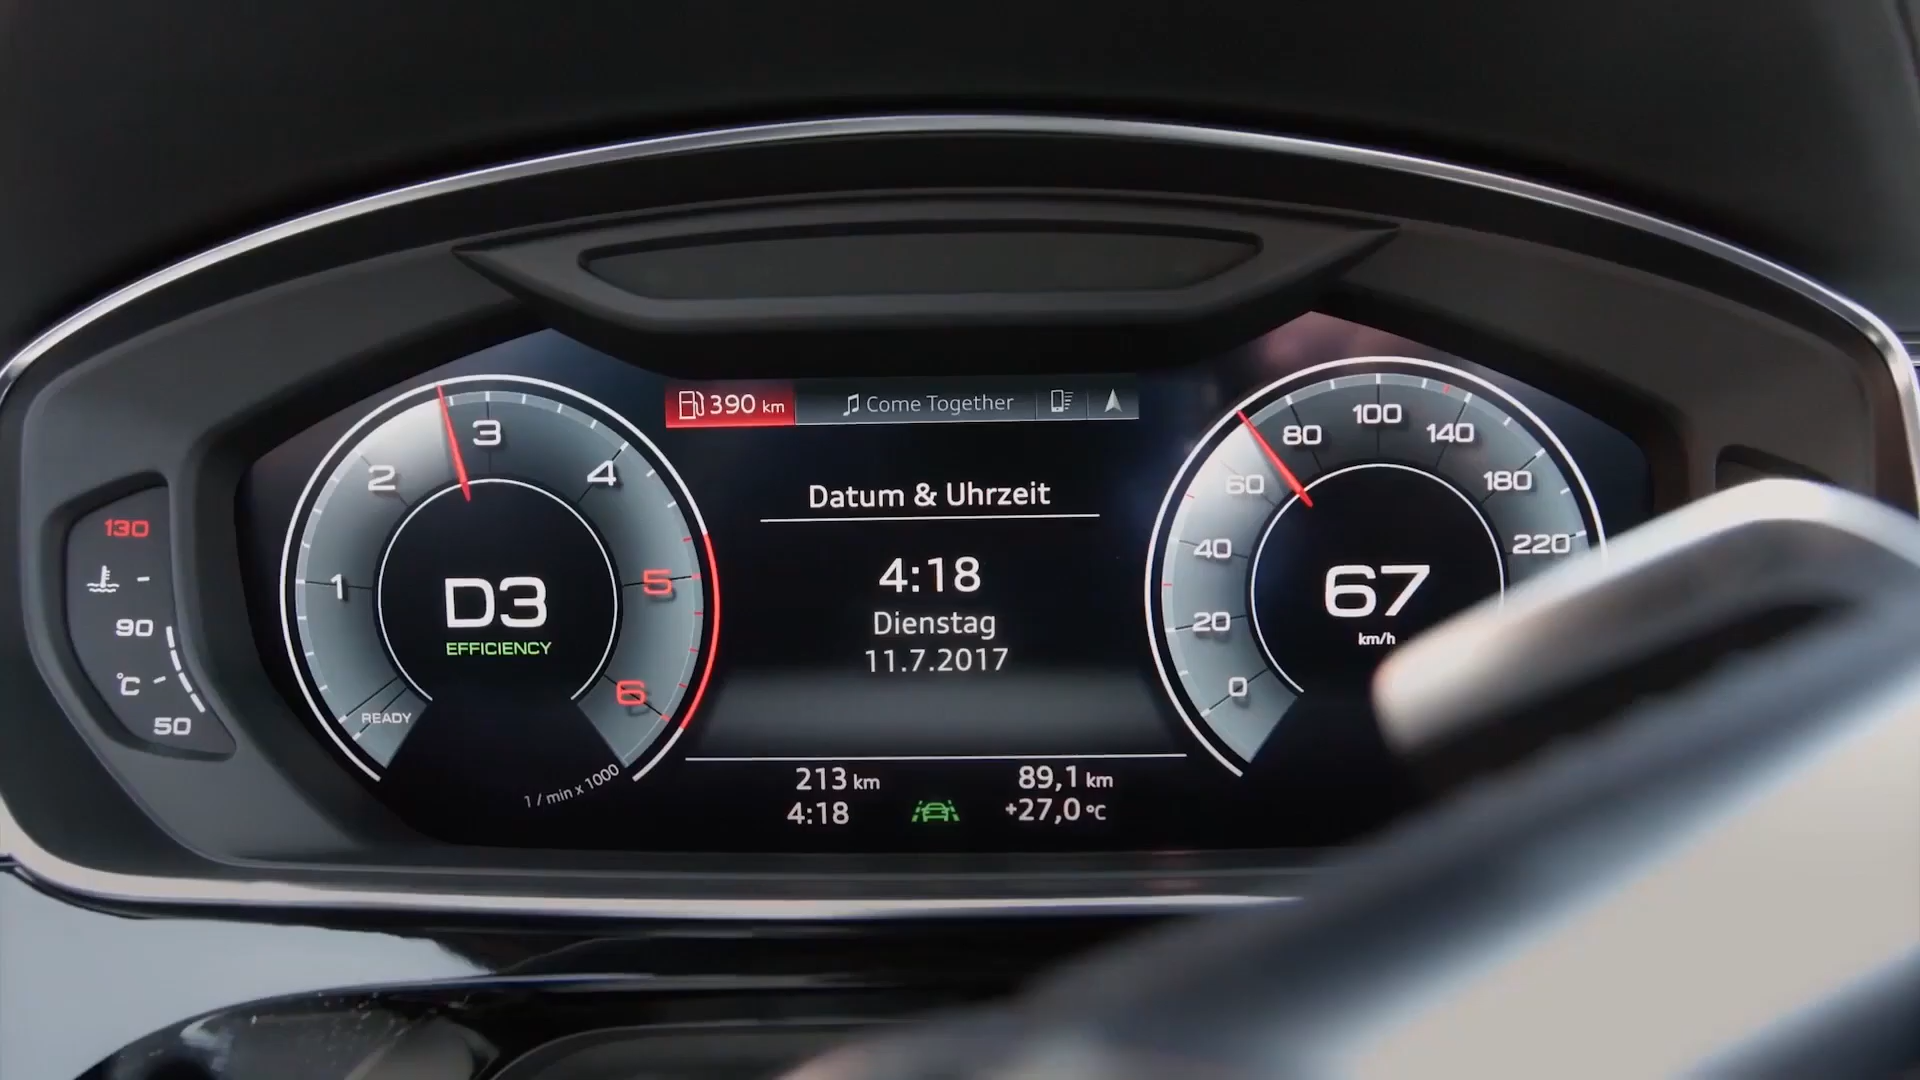 130
90
°C
50
1
2
3
4
5
6
READY
D3
EFFICIENCY
1 / min x 1000
390 km
Come Together
Datum & Uhrzeit
4:18
Dienstag
11.7.2017
213 km
89,1 km
4:18
+27,0 °C
0
20
40
60
80
100
140
180
220
67
km/h